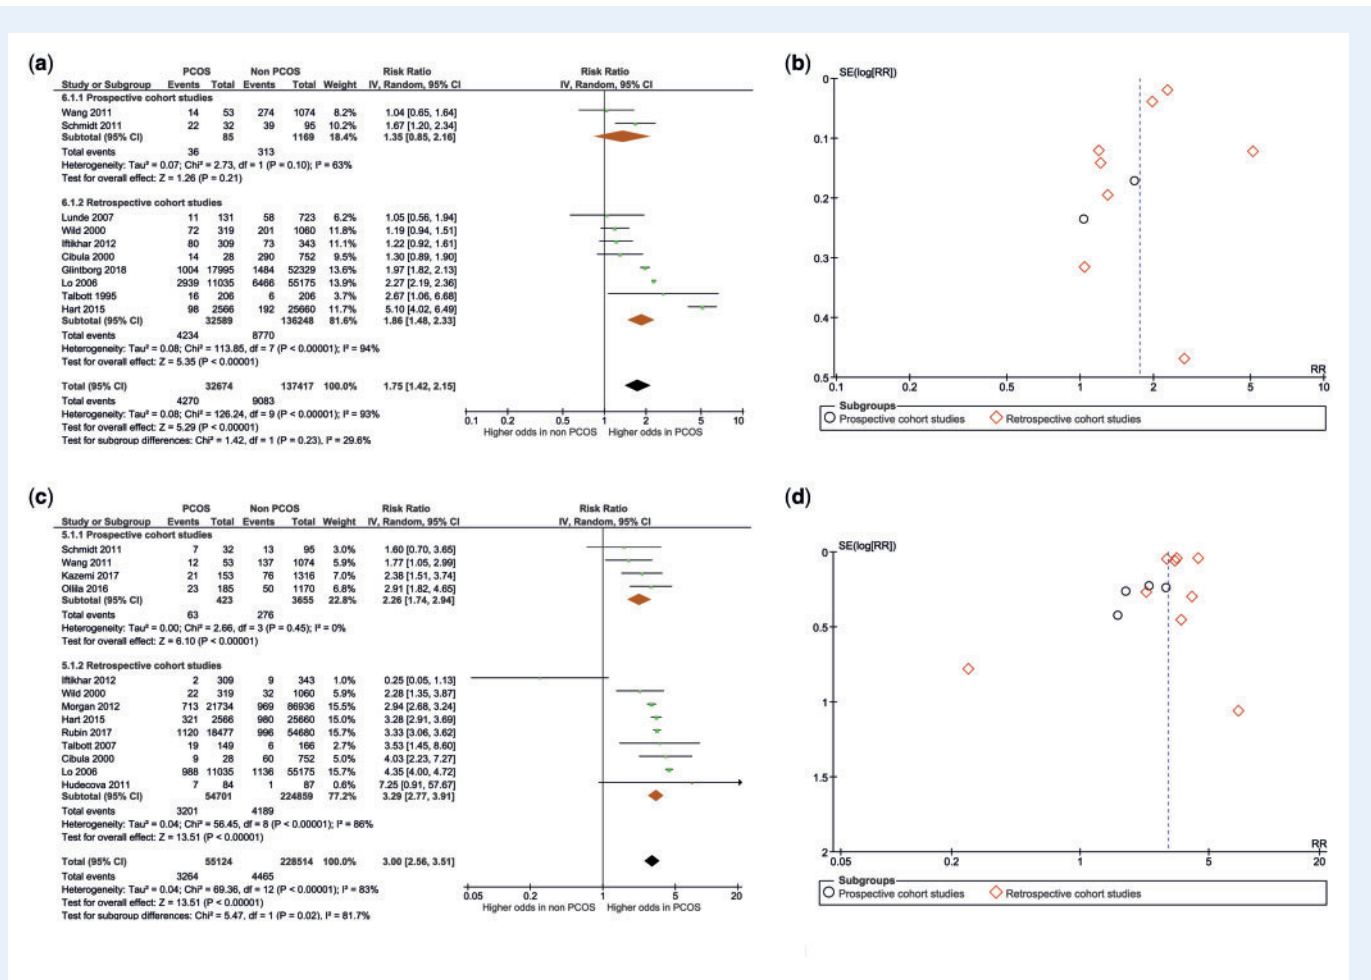 (a)
PCOS Non PCOS Risk Ratio Risk Ratio
Study or Subgroup Events Total Events Total Weight IV, Random, 95% CI IV, Random, 95% CI
6.1.1 Prospective cohort studies
Wang 2011 14 53 274 1074 8.2% 1.04 [0.65, 1.64]
Schmidt 2011 22 32 39 95 10.2% 1.67 [1.20, 2.34]
Subtotal (95% CI) 85 1169 18.4% 1.35 [0.85, 2.16]
Total events 36 313
Heterogeneity: Tau² = 0.07; Chi² = 2.73, df = 1 (P = 0.10); I² = 63%
Test for overall effect: Z = 1.26 (P = 0.21)
6.1.2 Retrospective cohort studies
Lunde 2007 11 131 58 723 6.2% 1.05 [0.56, 1.94]
Wild 2000 72 319 201 1060 11.8% 1.19 [0.94, 1.51]
Iftikhar 2012 80 309 73 343 11.1% 1.22 [0.92, 1.61]
Cibula 2000 14 28 290 752 9.5% 1.30 [0.89, 1.90]
Glintborg 2018 1004 17995 1484 52329 13.6% 1.97 [1.82, 2.13]
Lo 2006 2939 11035 6466 55175 13.9% 2.27 [2.19, 2.36]
Talbott 1995 16 206 6 206 3.7% 2.67 [1.06, 6.68]
Hart 2015 98 2566 192 25660 11.7% 5.10 [4.02, 6.49]
Subtotal (95% CI) 32589 136248 81.6% 1.86 [1.48, 2.33]
Total events 4234 8770
Heterogeneity: Tau² = 0.08; Chi² = 113.85, df = 7 (P < 0.00001); I² = 94%
Test for overall effect: Z = 5.35 (P < 0.00001)
Total (95% CI) 32674 137417 100.0% 1.75 [1.42, 2.15]
Total events 4270 9083
Heterogeneity: Tau² = 0.08; Chi² = 126.24, df = 9 (P < 0.00001); I² = 93%
Test for overall effect: Z = 5.29 (P < 0.00001)
Test for subgroup differences: Chi² = 1.42, df = 1 (P = 0.23), I² = 29.6%
0.1 0.2 0.5 1 2 5 10
Higher odds in non PCOS Higher odds in PCOS
(b)
SE(log[RR])
0
0.1
0.2
0.3
0.4
0.5
RR
0.1 0.2 0.5 1 2 5 10
Subgroups
Prospective cohort studies Retrospective cohort studies
(c)
PCOS Non PCOS Risk Ratio Risk Ratio
Study or Subgroup Events Total Events Total Weight IV, Random, 95% CI IV, Random, 95% CI
5.1.1 Prospective cohort studies
Schmidt 2011 7 32 13 95 3.0% 1.60 [0.70, 3.65]
Wang 2011 12 53 137 1074 5.9% 1.77 [1.05, 2.99]
Kazemi 2017 21 153 76 1316 7.0% 2.38 [1.51, 3.74]
Ollila 2016 23 185 50 1170 6.8% 2.91 [1.82, 4.65]
Subtotal (95% CI) 423 3655 22.8% 2.26 [1.74, 2.94]
Total events 63 276
Heterogeneity: Tau² = 0.00; Chi² = 2.66, df = 3 (P = 0.45); I² = 0%
Test for overall effect: Z = 6.10 (P < 0.00001)
5.1.2 Retrospective cohort studies
Iftikhar 2012 2 309 9 343 1.0% 0.25 [0.05, 1.13]
Wild 2000 22 319 32 1060 5.9% 2.28 [1.35, 3.87]
Morgan 2012 713 21734 969 86936 15.5% 2.94 [2.68, 3.24]
Hart 2015 321 2566 980 25660 15.0% 3.28 [2.91, 3.69]
Rubin 2017 1120 18477 996 54680 15.7% 3.33 [3.06, 3.62]
Talbott 2007 19 149 6 166 2.7% 3.53 [1.45, 8.60]
Cibula 2000 9 28 60 752 5.0% 4.03 [2.23, 7.27]
Lo 2006 988 11035 1136 55175 15.7% 4.35 [4.00, 4.72]
Hudecova 2011 7 84 1 87 0.6% 7.25 [0.91, 57.67]
Subtotal (95% CI) 54701 224859 77.2% 3.29 [2.77, 3.91]
Total events 3201 4189
Heterogeneity: Tau² = 0.04; Chi² = 56.45, df = 8 (P < 0.00001); I² = 86%
Test for overall effect: Z = 13.51 (P < 0.00001)
Total (95% CI) 55124 228514 100.0% 3.00 [2.56, 3.51]
Total events 3264 4465
Heterogeneity: Tau² = 0.04; Chi² = 69.36, df = 12 (P < 0.00001); I² = 83%
Test for overall effect: Z = 13.51 (P < 0.00001)
Test for subgroup differences: Chi² = 5.47, df = 1 (P = 0.02), I² = 81.7%
0.05 0.2 1 5 20
Higher odds in non PCOS Higher odds in PCOS
(d)
SE(log[RR])
0
0.5
1
1.5
2
RR
0.05 0.2 1 5 20
Subgroups
Prospective cohort studies Retrospective cohort studies